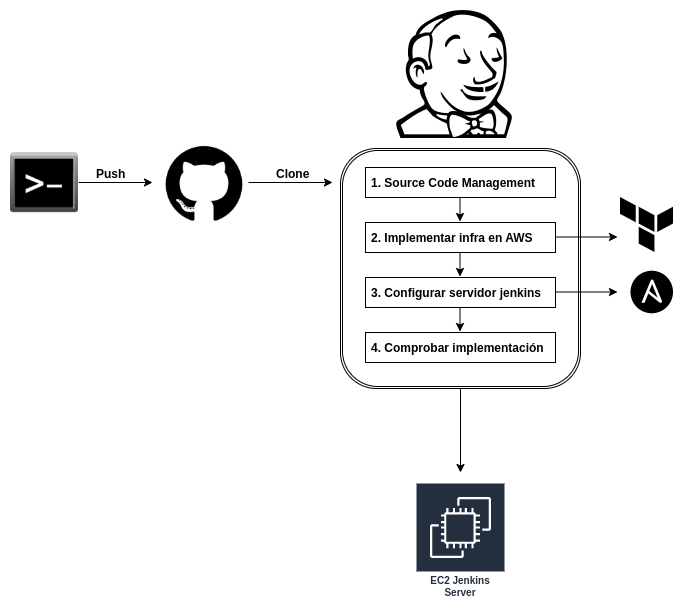 Push
Clone
1. Source Code Management
2. Implementar infra en AWS
3. Configurar servidor jenkins
4. Comprobar implementación
EC2 Jenkins
Server